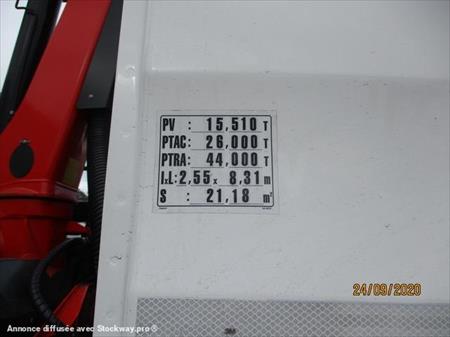 PV : 15,510 T
PTAC: 26,000 T
PTRA: 44,000 T
l.L: 2,55 x 8,31 m
S : 21,18 m²
24/09/2020
Annonce diffusée avec Stockway.pro®